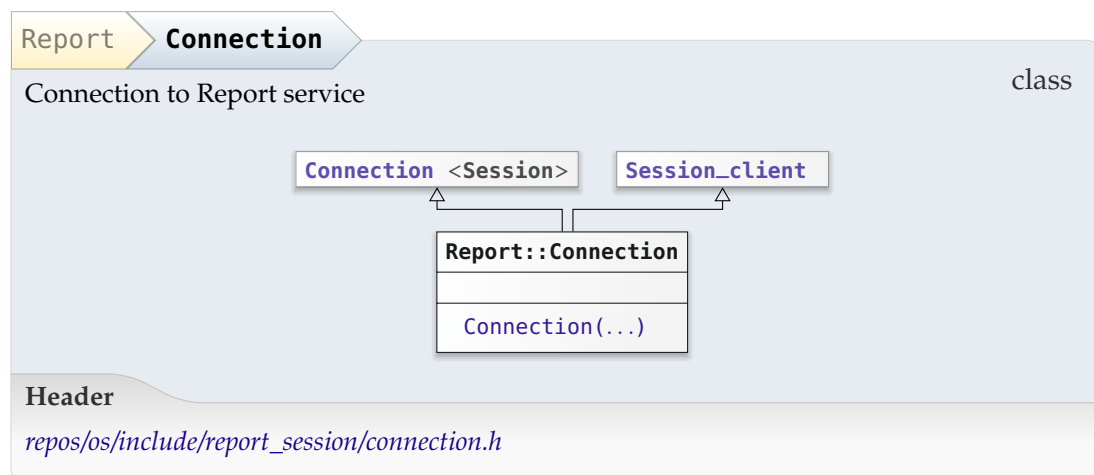 Report Connection
class
Connection to Report service
Connection <Session> Session_client
Report::Connection
Connection(...)
Header
repos/os/include/report_session/connection.h